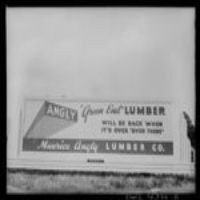 ANGLY "Green End" LUMBER
WILL BE BACK WHEN
IT'S OVER "OVER THERE"
Maurice Angly LUMBER CO.